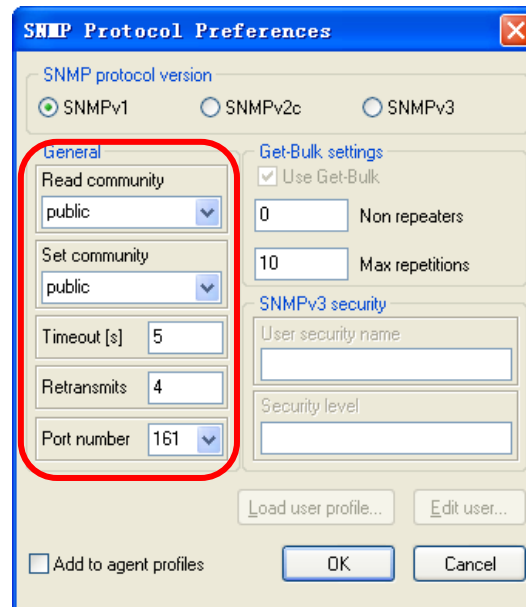 SNMP Protocol Preferences
SNMP protocol version
SNMPv1 SNMPv2c SNMPv3
General
Read community
public
Set community
public
Timeout [s] 5
Retransmits 4
Port number 161
Get-Bulk settings
Use Get-Bulk
0 Non repeaters
10 Max repetitions
SNMPv3 security
User security name
Security level
Load user profile... Edit user...
Add to agent profiles OK Cancel